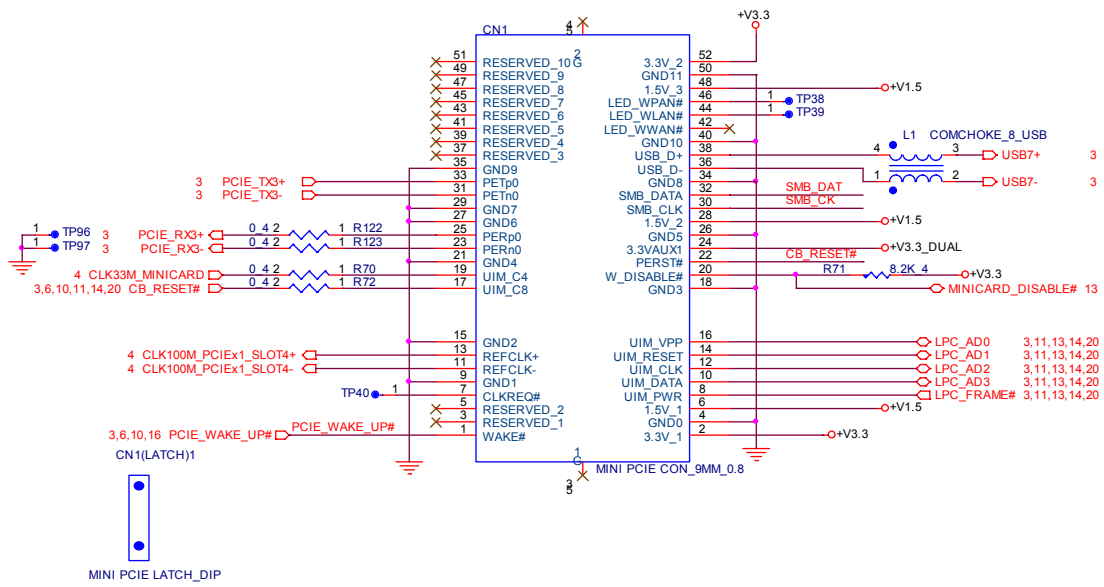 +V3.3
CN1 4 5
51 RESERVED_10 2 G 3.3V_2 52
49 RESERVED_9 GND11 50
47 RESERVED_8 1.5V_3 48 +V1.5
45 RESERVED_7 LED_WPAN# 46 1 TP38
43 RESERVED_6 LED_WLAN# 44 1 TP39
41 RESERVED_5 LED_WWAN# 42
39 RESERVED_4 GND10 40 L1 COMCHOKE_8_USB
37 RESERVED_3 USB_D+ 38 4 3 USB7+ 3
35 GND9 USB_D- 36
3 PCIE_TX3+ 33 PETp0 GND8 34 1 2 USB7- 3
3 PCIE_TX3- 31 PETn0 SMB_DATA 32 SMB_DAT
29 GND7 SMB_CLK 30 SMB_CK
27 GND6 1.5V_2 28 +V1.5
1 TP96 3 PCIE_RX3+ 0_4 2 1 R122 25 PERp0 GND5 26
1 TP97 3 PCIE_RX3- 0_4 2 1 R123 23 PERn0 3.3VAUX1 24 +V3.3_DUAL
21 GND4 PERST# 22 CB_RESET#
4 CLK33M_MINICARD 0_4 2 1 R70 19 UIM_C4 W_DISABLE# 20 R71 8.2K_4 +V3.3
3,6,10,11,14,20 CB_RESET# 0_4 2 1 R72 17 UIM_C8 GND3 18 MINICARD_DISABLE# 13
15 GND2 UIM_VPP 16 LPC_AD0 3,11,13,14,20
4 CLK100M_PCIEx1_SLOT4+ 13 REFCLK+ UIM_RESET 14 LPC_AD1 3,11,13,14,20
4 CLK100M_PCIEx1_SLOT4- 11 REFCLK- UIM_CLK 12 LPC_AD2 3,11,13,14,20
9 GND1 UIM_DATA 10 LPC_AD3 3,11,13,14,20
TP40 1 7 CLKREQ# UIM_PWR 8 LPC_FRAME# 3,11,13,14,20
5 RESERVED_2 1.5V_1 6 +V1.5
3 RESERVED_1 GND0 4
3,6,10,16 PCIE_WAKE_UP# PCIE_WAKE_UP# 1 WAKE# 3.3V_1 2 +V3.3
CN1(LATCH)1 1 G MINI PCIE CON_9MM_0.8
3 5
MINI PCIE LATCH_DIP